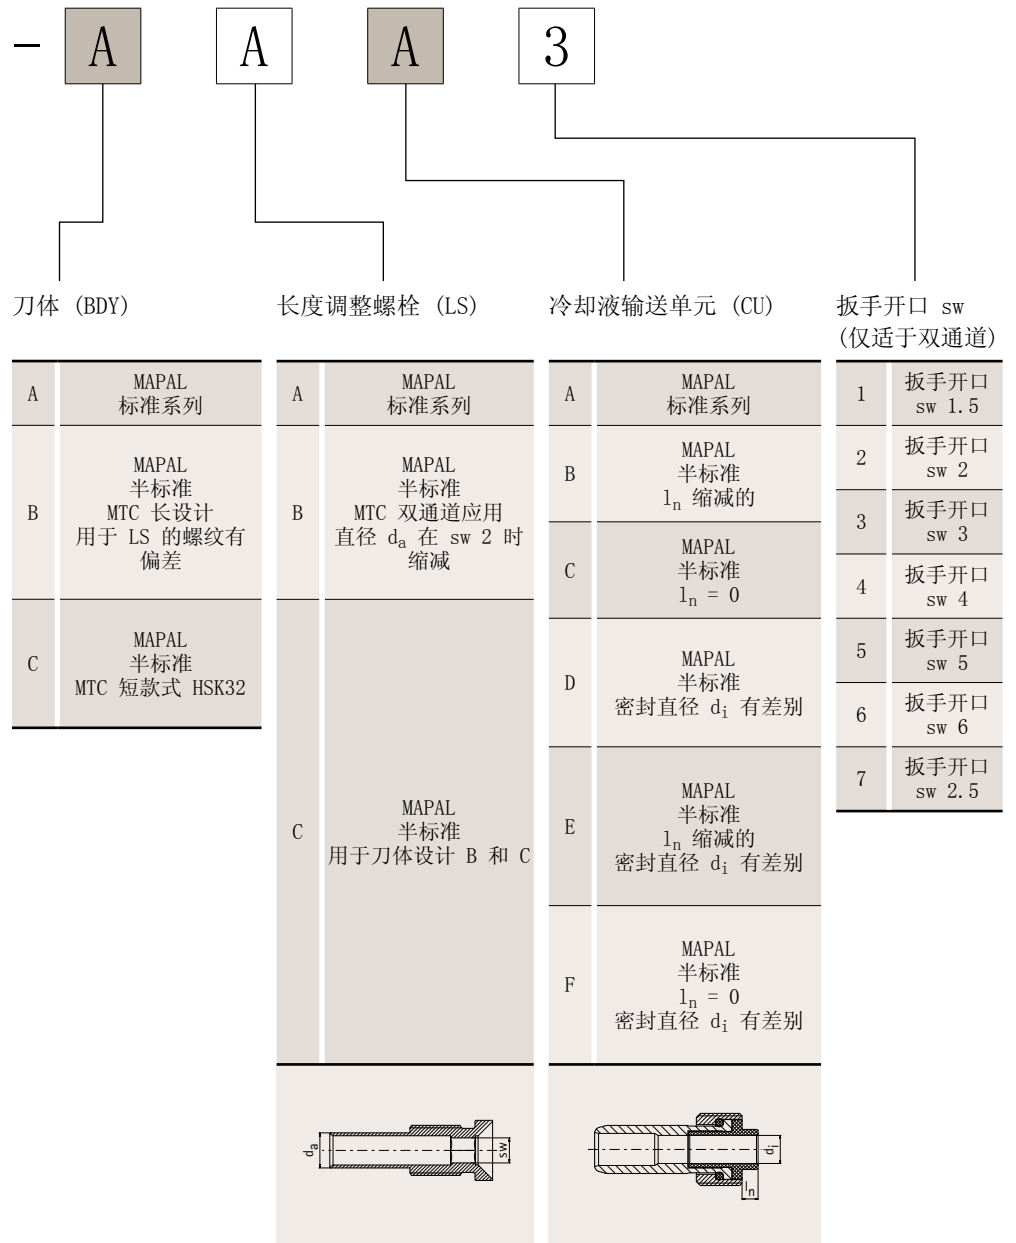 – A A A 3
刀体 (BDY)
长度调整螺栓 (LS)
冷却液输送单元 (CU)
扳手开口 sw
(仅适于双通道)
A
MAPAL
标准系列
B
MAPAL
半标准
MTC 长设计
用于 LS 的螺纹有
偏差
C
MAPAL
半标准
MTC 短款式 HSK32
A
MAPAL
标准系列
B
MAPAL
半标准
MTC 双通道应用
直径 da 在 sw 2 时
缩减
C
MAPAL
半标准
用于刀体设计 B 和 C
da
sw
A
MAPAL
标准系列
B
MAPAL
半标准
ln 缩减的
C
MAPAL
半标准
ln = 0
D
MAPAL
半标准
密封直径 di 有差别
E
MAPAL
半标准
ln 缩减的
密封直径 di 有差别
F
MAPAL
半标准
ln = 0
密封直径 di 有差别
di
ln
1
扳手开口
sw 1.5
2
扳手开口
sw 2
3
扳手开口
sw 3
4
扳手开口
sw 4
5
扳手开口
sw 5
6
扳手开口
sw 6
7
扳手开口
sw 2.5